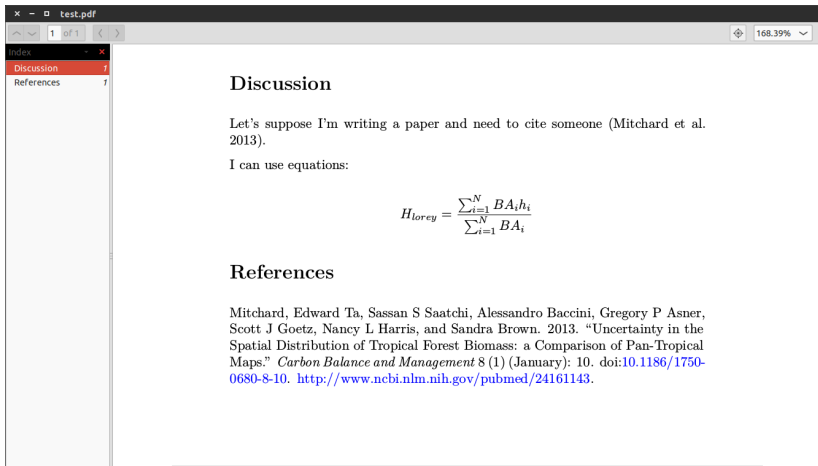 test.pdf
1 of 1
168.39%
Index
Discussion 1
References 1
Discussion
Let's suppose I'm writing a paper and need to cite someone (Mitchard et al.
2013).
I can use equations:
H_{lorey} = \frac{\sum_{i=1}^{N} BA_i h_i}{\sum_{i=1}^{N} BA_i}
References
Mitchard, Edward Ta, Sassan S Saatchi, Alessandro Baccini, Gregory P Asner,
Scott J Goetz, Nancy L Harris, and Sandra Brown. 2013. “Uncertainty in the
Spatial Distribution of Tropical Forest Biomass: a Comparison of Pan-Tropical
Maps.” Carbon Balance and Management 8 (1) (January): 10. doi:10.1186/1750-
0680-8-10. http://www.ncbi.nlm.nih.gov/pubmed/24161143.